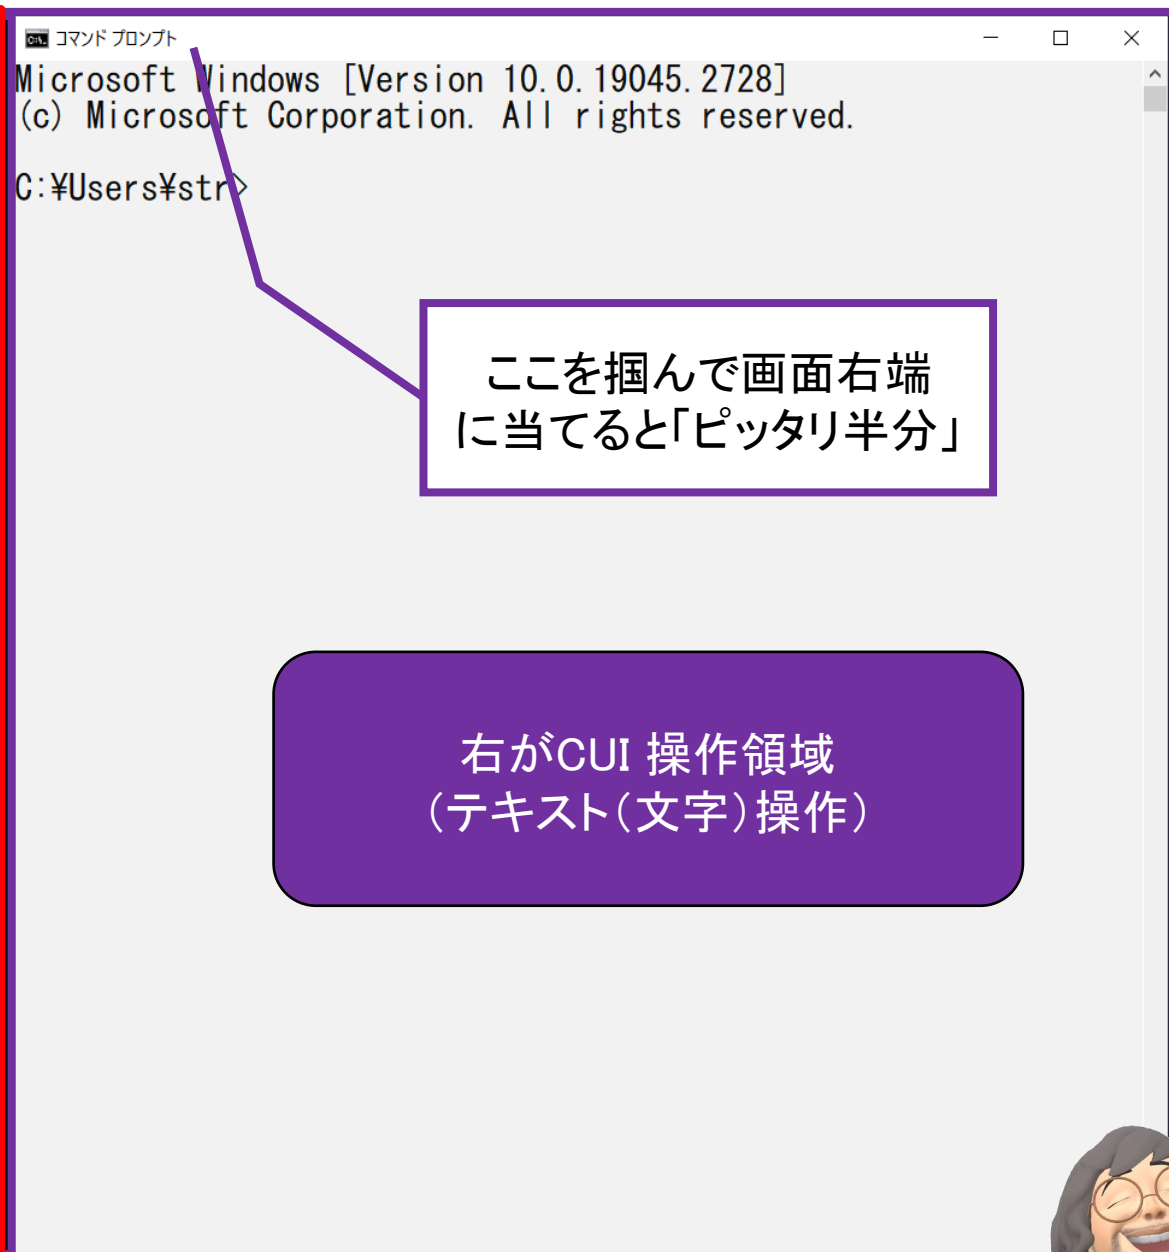 コマンド プロンプト
Microsoft Windows [Version 10.0.19045.2728]
(c) Microsoft Corporation. All rights reserved.
C:¥Users¥str>
ここを掴んで画面右端
に当てると「ピッタリ半分」
右がCUI 操作領域
（テキスト（文字）操作）